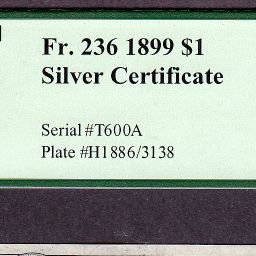 Fr. 236 1899 $1
Silver Certificate
Serial #T600A
Plate #H1886/3138